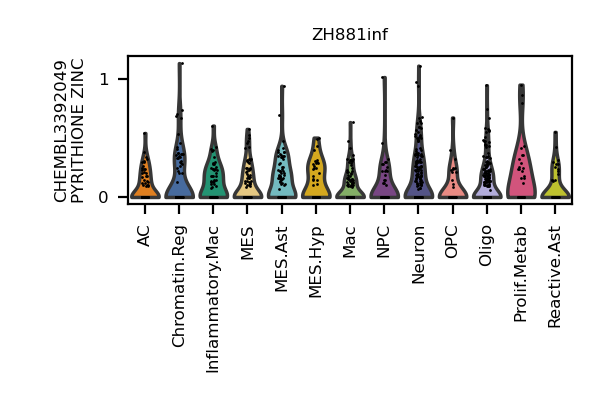 ZH881inf
CHEMBL3392049
PYRITHIONE ZINC
1
0
AC
Chromatin.Reg
Inflammatory.Mac
MES
MES.Ast
MES.Hyp
Mac
NPC
Neuron
OPC
Oligo
Prolif.Metab
Reactive.Ast